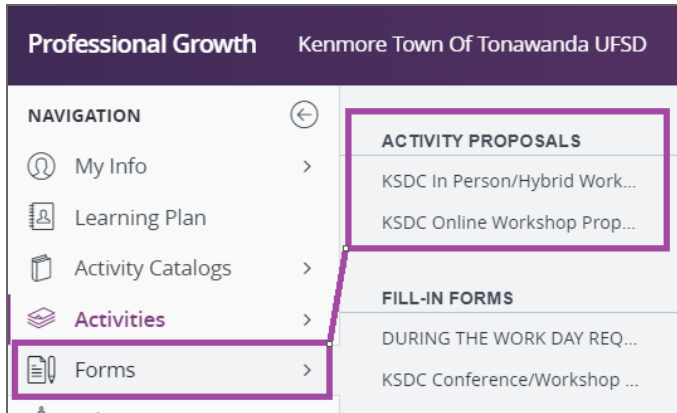 Professional Growth Kenmore Town Of Tonawanda UFSD
NAVIGATION
My Info
Learning Plan
Activity Catalogs
Activities
Forms
ACTIVITY PROPOSALS
KSDC In Person/Hybrid Work...
KSDC Online Workshop Prop...
FILL-IN FORMS
DURING THE WORK DAY REQ...
KSDC Conference/Workshop ...